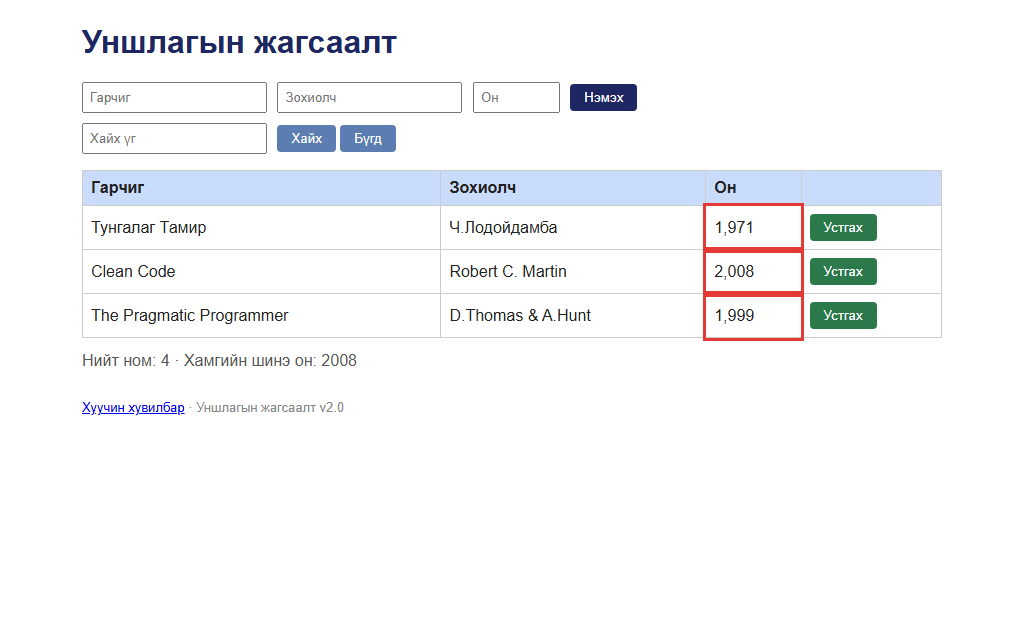 Уншлагын жагсаалт
Гарчиг Зохиолч Он Нэмэх
Хайх үг Хайх Бүгд
Гарчиг Зохиолч Он
Тунгалаг Тамир Ч.Лодойдамба 1,971 Устгах
Clean Code Robert C. Martin 2,008 Устгах
The Pragmatic Programmer D.Thomas & A.Hunt 1,999 Устгах
Нийт ном: 4 · Хамгийн шинэ он: 2008
Хуучин хувилбар · Уншлагын жагсаалт v2.0